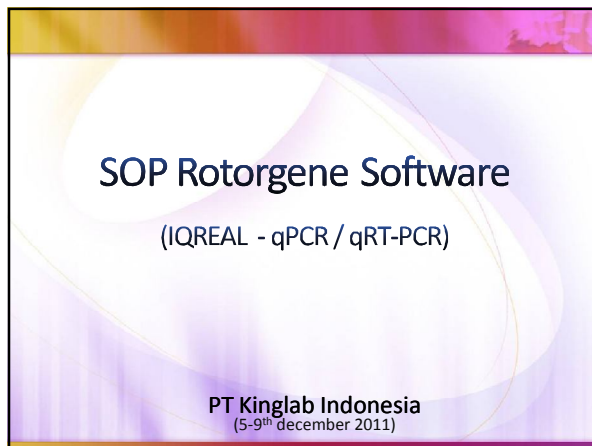 SOP Rotorgene Software
(IQREAL - qPCR / qRT-PCR)
PT Kinglab Indonesia
(5-9th december 2011)